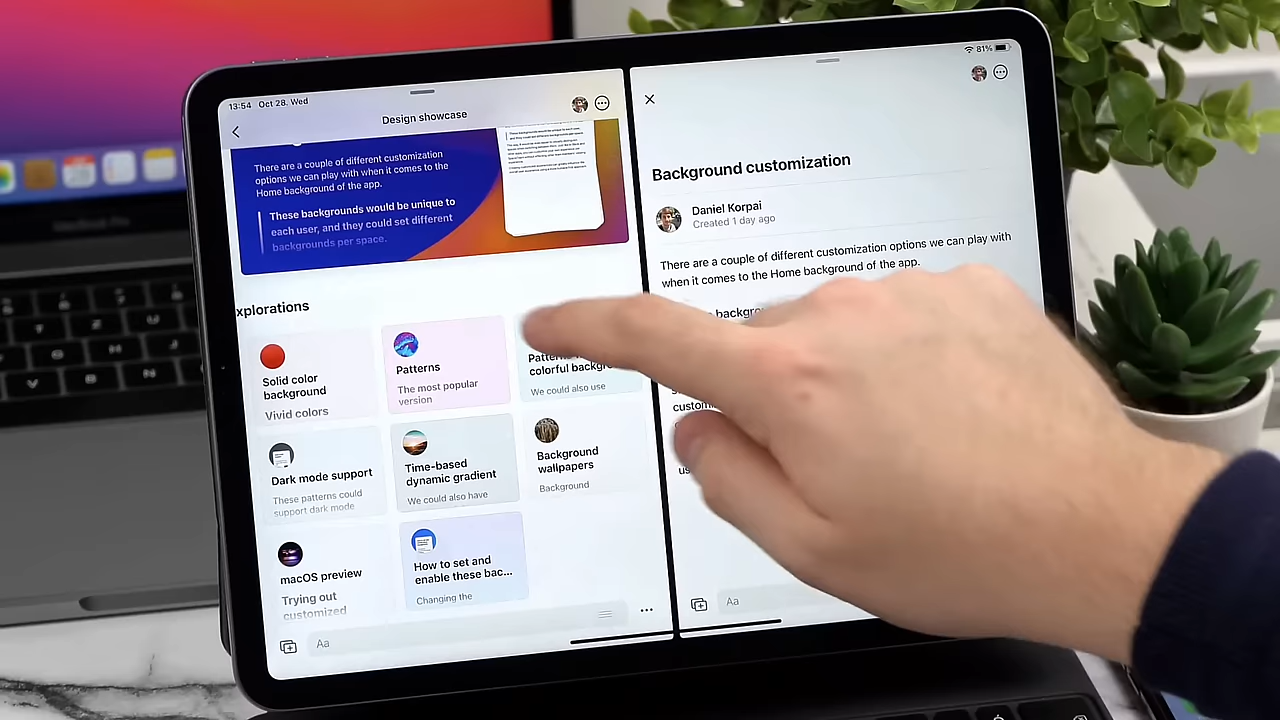 13:54 Oct 28. Wed
Design showcase
There are a couple of different customization
options we can play with when it comes to the
Home background of the app.
These backgrounds would be unique to
each user, and they could set different
backgrounds per space.
xplorations
Solid color
background
Vivid colors
Patterns
The most popular
version
colorful backgr
We could also use
Dark mode support
These patterns could
support dark mode
Time-based
dynamic gradient
We could also have
Background
wallpapers
Background
macOS preview
Trying out
customized
How to set and
enable these bac...
Changing the
Aa
81%
Background customization
Daniel Korpai
Created 1 day ago
There are a couple of different customization options we can play with
when it comes to the Home background of the app.
Aa